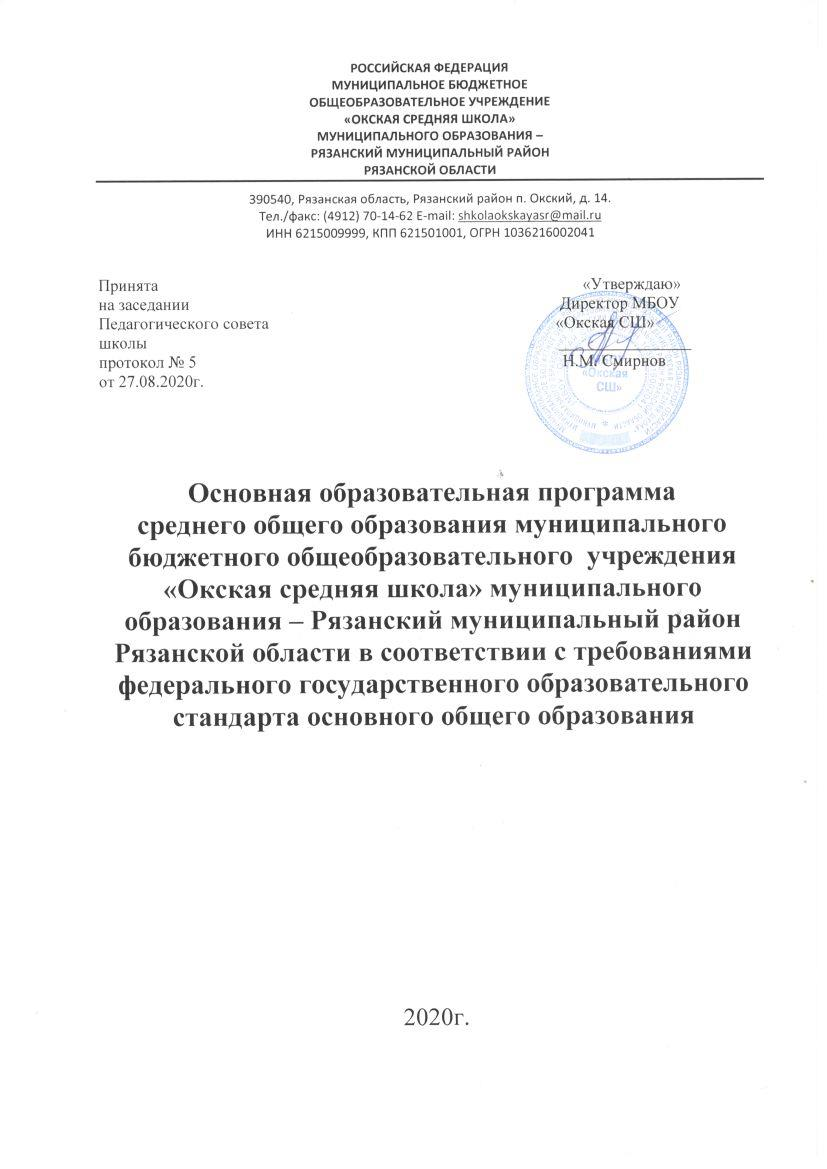 РОССИЙСКАЯ ФЕДЕРАЦИЯ
МУНИЦИПАЛЬНОЕ БЮДЖЕТНОЕ
ОБЩЕОБРАЗОВАТЕЛЬНОЕ УЧРЕЖДЕНИЕ
«ОКСКАЯ СРЕДНЯЯ ШКОЛА»
МУНИЦИПАЛЬНОГО ОБРАЗОВАНИЯ –
РЯЗАНСКИЙ МУНИЦИПАЛЬНЫЙ РАЙОН
РЯЗАНСКОЙ ОБЛАСТИ
390540, Рязанская область, Рязанский район п. Окский, д. 14.
Тел./факс: (4912) 70-14-62 E-mail: shkolaokskayasr@mail.ru
ИНН 6215009999, КПП 621501001, ОГРН 1036216002041
Принята
на заседании
Педагогического совета
школы
протокол № 5
от 27.08.2020г.
«Утверждаю»
Директор МБОУ
«Окская СШ»
Н.М. Смирнов
«Окская
СШ»
Основная образовательная программа
среднего общего образования муниципального
бюджетного общеобразовательного учреждения
«Окская средняя школа» муниципального
образования – Рязанский муниципальный район
Рязанской области в соответствии с требованиями
федерального государственного образовательного
стандарта основного общего образования
2020г.